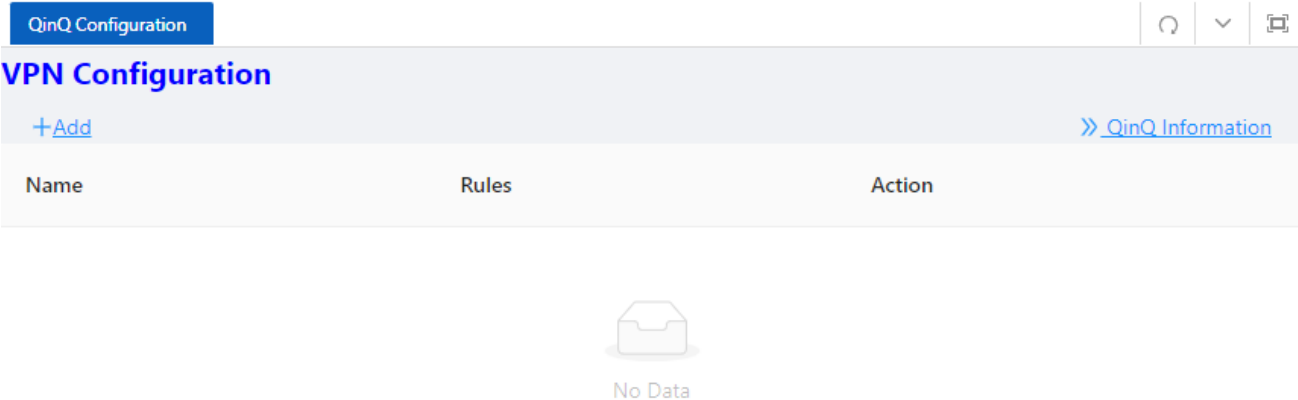 QinQ Configuration
VPN Configuration
+Add
» QinQ Information
Name Rules Action
No Data